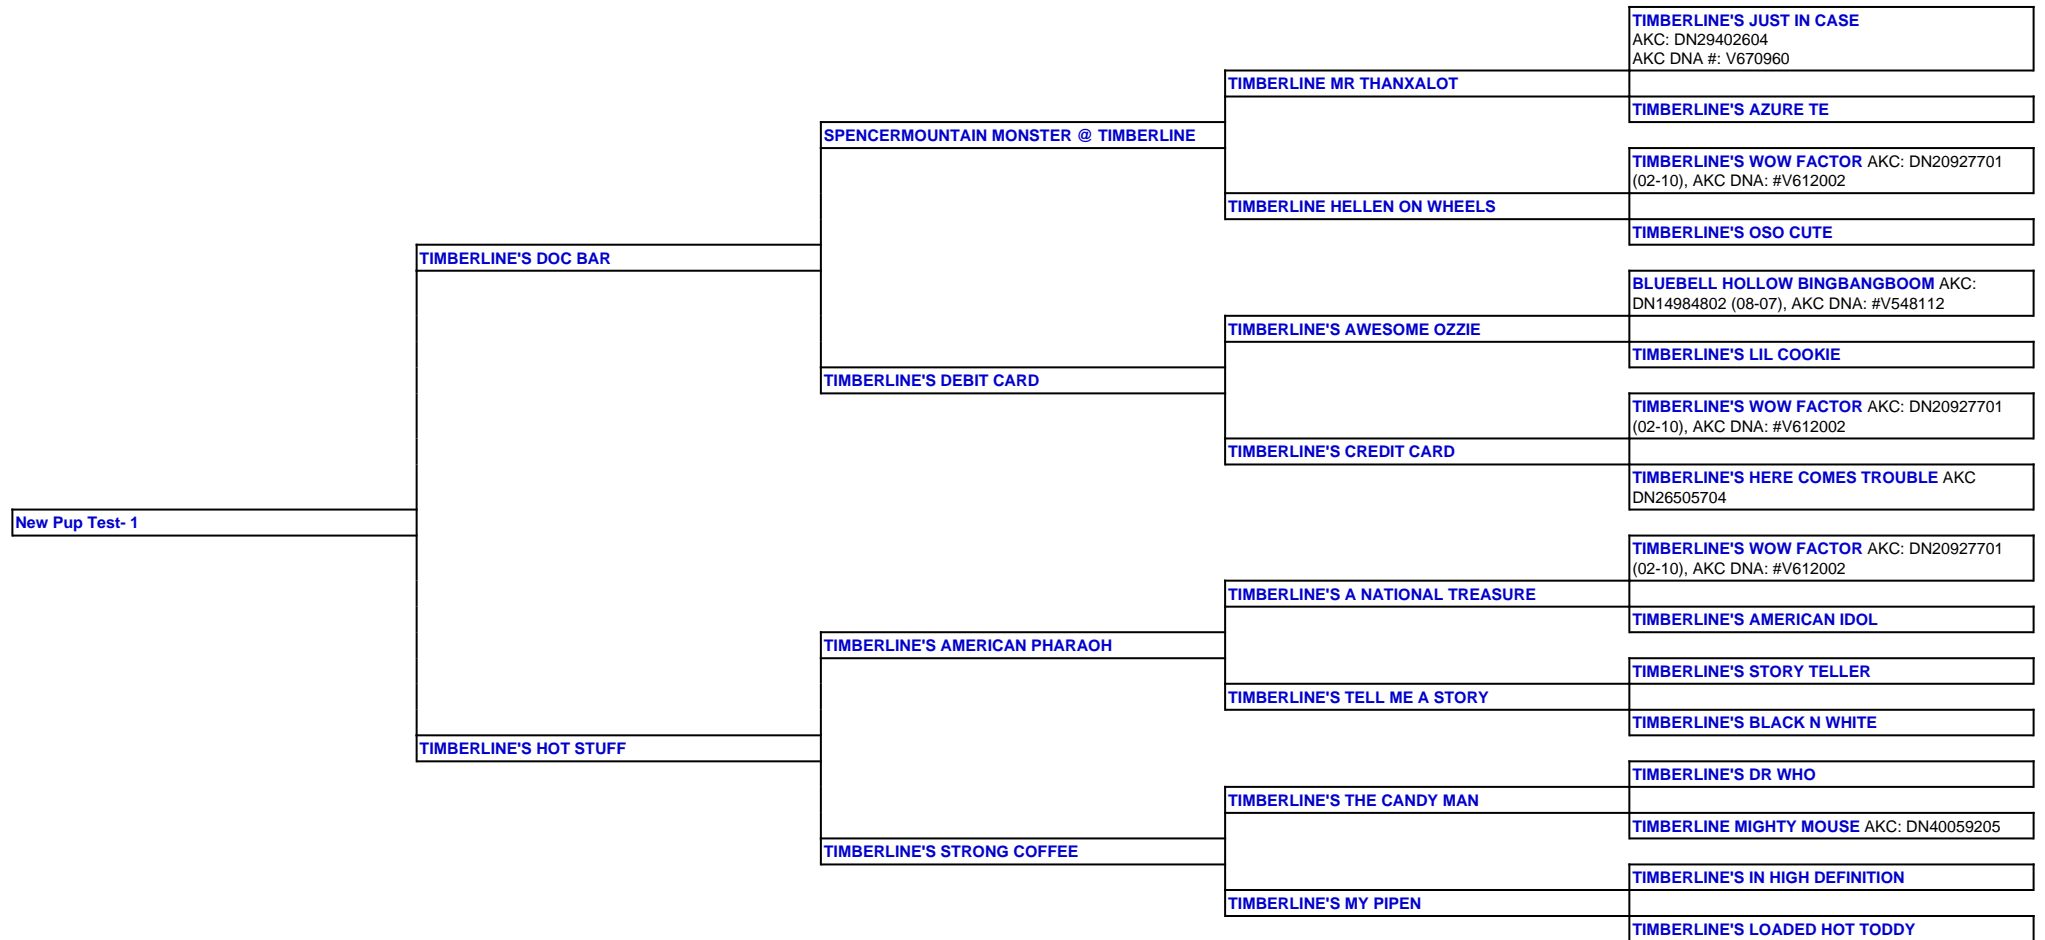 TIMBERLINE'S JUST IN CASE
AKC: DN29402604
AKC DNA #: V670960
TIMBERLINE MR THANXALOT
TIMBERLINE'S AZURE TE
SPENCERMOUNTAIN MONSTER @ TIMBERLINE
TIMBERLINE'S WOW FACTOR AKC: DN20927701
(02-10), AKC DNA: #V612002
TIMBERLINE HELLEN ON WHEELS
TIMBERLINE'S OSO CUTE
TIMBERLINE'S DOC BAR
BLUEBELL HOLLOW BINGBANGBOOM AKC:
DN14984802 (08-07), AKC DNA: #V548112
TIMBERLINE'S AWESOME OZZIE
TIMBERLINE'S LIL COOKIE
TIMBERLINE'S DEBIT CARD
TIMBERLINE'S WOW FACTOR AKC: DN20927701
(02-10), AKC DNA: #V612002
TIMBERLINE'S CREDIT CARD
TIMBERLINE'S HERE COMES TROUBLE AKC
DN26505704
New Pup Test- 1
TIMBERLINE'S WOW FACTOR AKC: DN20927701
(02-10), AKC DNA: #V612002
TIMBERLINE'S A NATIONAL TREASURE
TIMBERLINE'S AMERICAN IDOL
TIMBERLINE'S AMERICAN PHARAOH
TIMBERLINE'S STORY TELLER
TIMBERLINE'S TELL ME A STORY
TIMBERLINE'S BLACK N WHITE
TIMBERLINE'S HOT STUFF
TIMBERLINE'S DR WHO
TIMBERLINE'S THE CANDY MAN
TIMBERLINE MIGHTY MOUSE AKC: DN40059205
TIMBERLINE'S STRONG COFFEE
TIMBERLINE'S IN HIGH DEFINITION
TIMBERLINE'S MY PIPEN
TIMBERLINE'S LOADED HOT TODDY